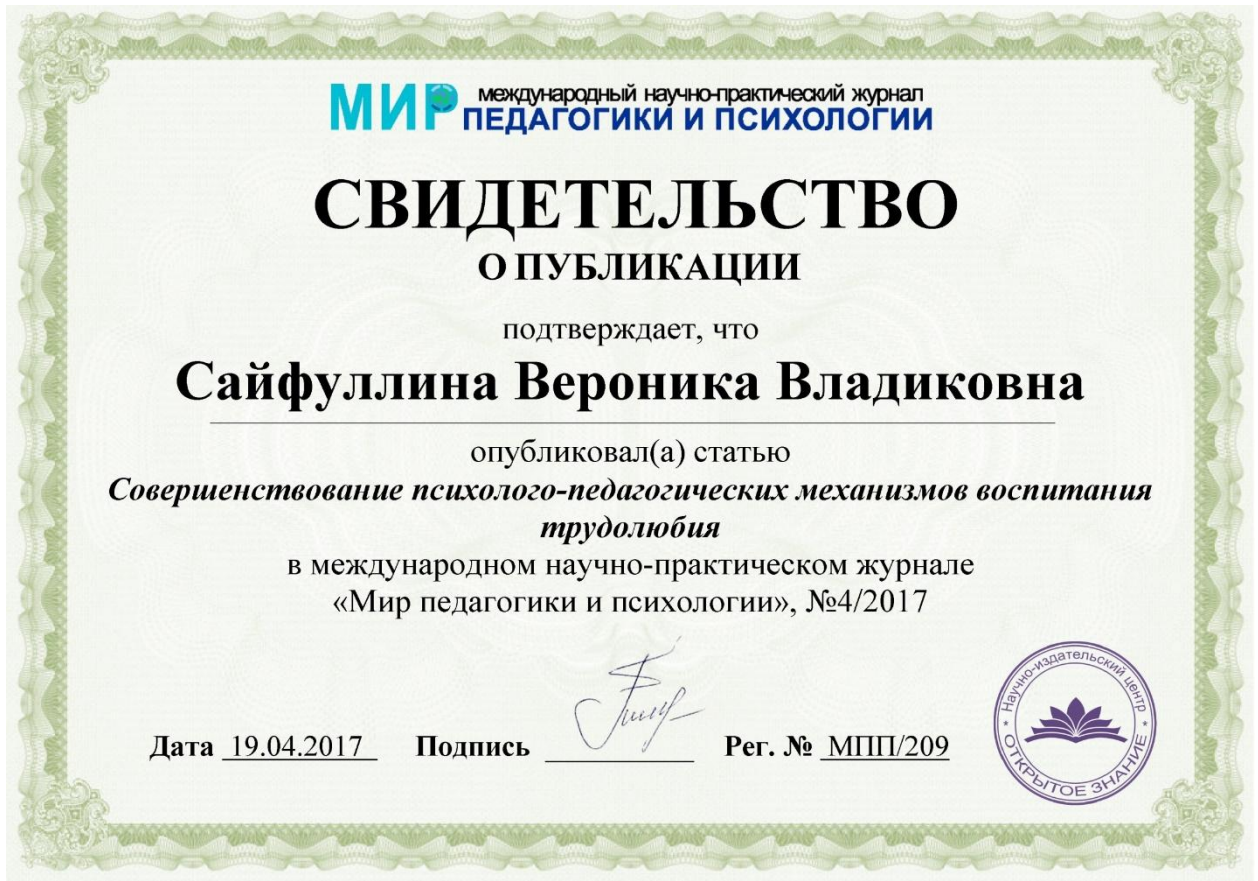 МИР международный научно-практический журнал
ПЕДАГОГИКИ И ПСИХОЛОГИИ
СВИДЕТЕЛЬСТВО
О ПУБЛИКАЦИИ
подтверждает, что
Сайфуллина Вероника Владиковна
опубликовал(а) статью
Совершенствование психолого-педагогических механизмов воспитания
трудолюбия
в международном научно-практическом журнале
«Мир педагогики и психологии», №4/2017
Дата 19.04.2017 Подпись Рег. № МПП/209
Научно-издательский центр
* ОТКРЫТОЕ ЗНАНИЕ *